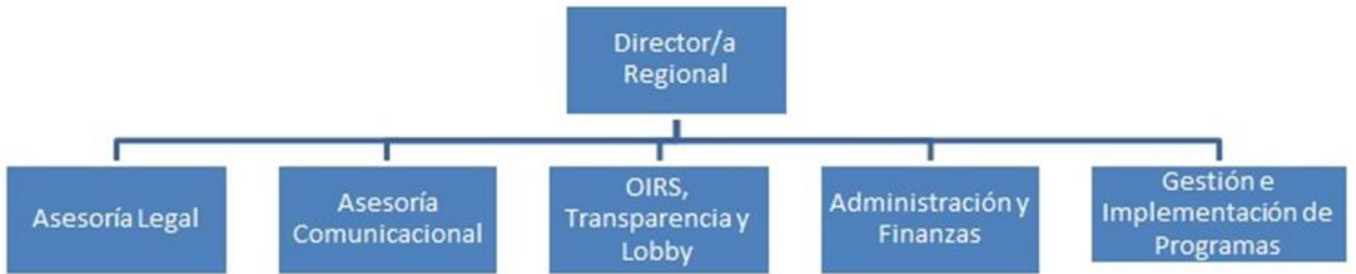 Director/a
Regional
Asesoría Legal
Asesoría
Comunicacional
OIRS,
Transparencia y
Lobby
Administración y
Finanzas
Gestión e
Implementación de
Programas